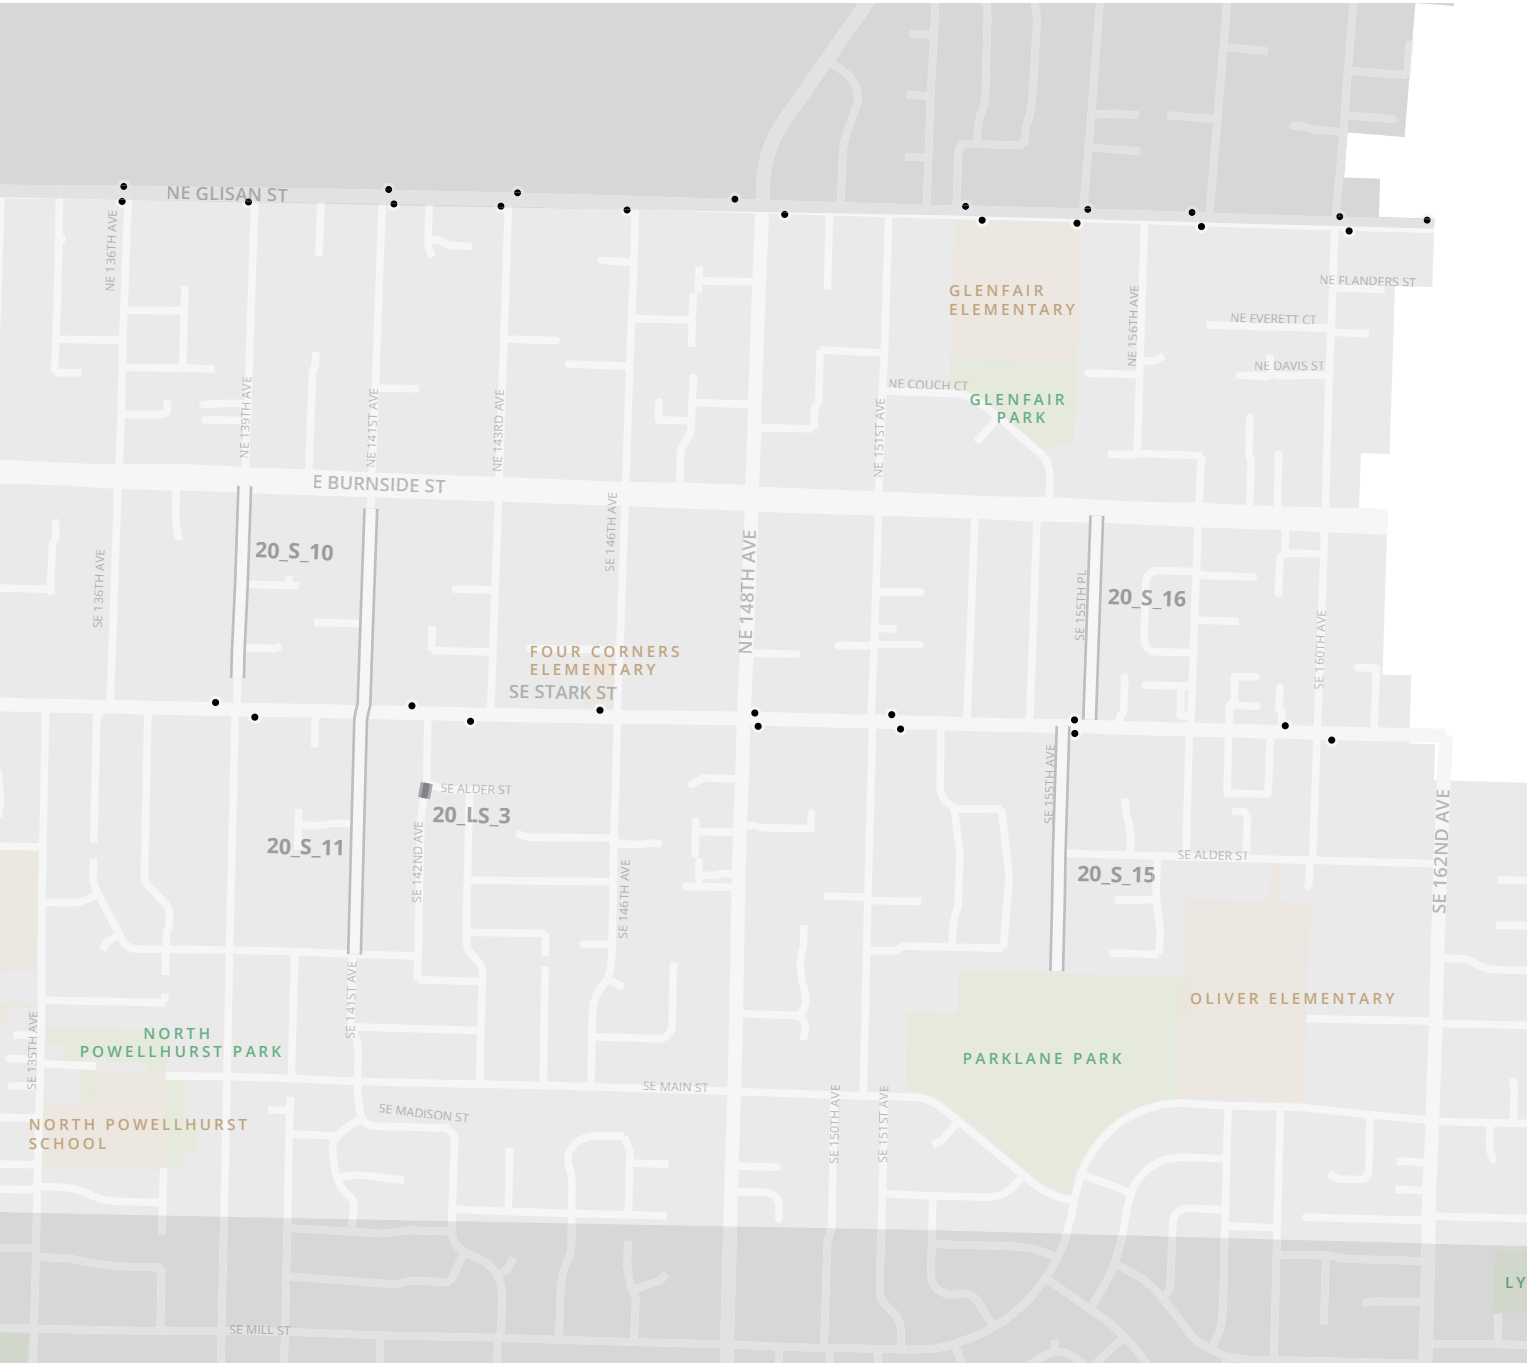 NE GLISAN ST
NE 136TH AVE
NE FLANDERS ST
GLENFAIR
ELEMENTARY
NE EVERETT CT
NE 156TH AVE
NE DAVIS ST
NE COUCH CT
GLENFAIR
PARK
NE 139TH AVE
NE 141ST AVE
NE 143RD AVE
NE 151ST AVE
E BURNSIDE ST
SE 146TH AVE
20_S_10
SE 136TH AVE
NE 148TH AVE
SE 155TH PL
20_S_16
SE 160TH AVE
FOUR CORNERS
ELEMENTARY
SE STARK ST
SE 155TH AVE
SE ALDER ST
20_LS_3
20_S_11
SE 142ND AVE
SE 146TH AVE
SE ALDER ST
20_S_15
SE 162ND AVE
SE 141ST AVE
OLIVER ELEMENTARY
SE 135TH AVE
NORTH
POWELLHURST PARK
PARKLANE PARK
SE MAIN ST
SE MADISON ST
NORTH POWELLHURST
SCHOOL
SE 150TH AVE
SE 151ST AVE
LY
SE MILL ST